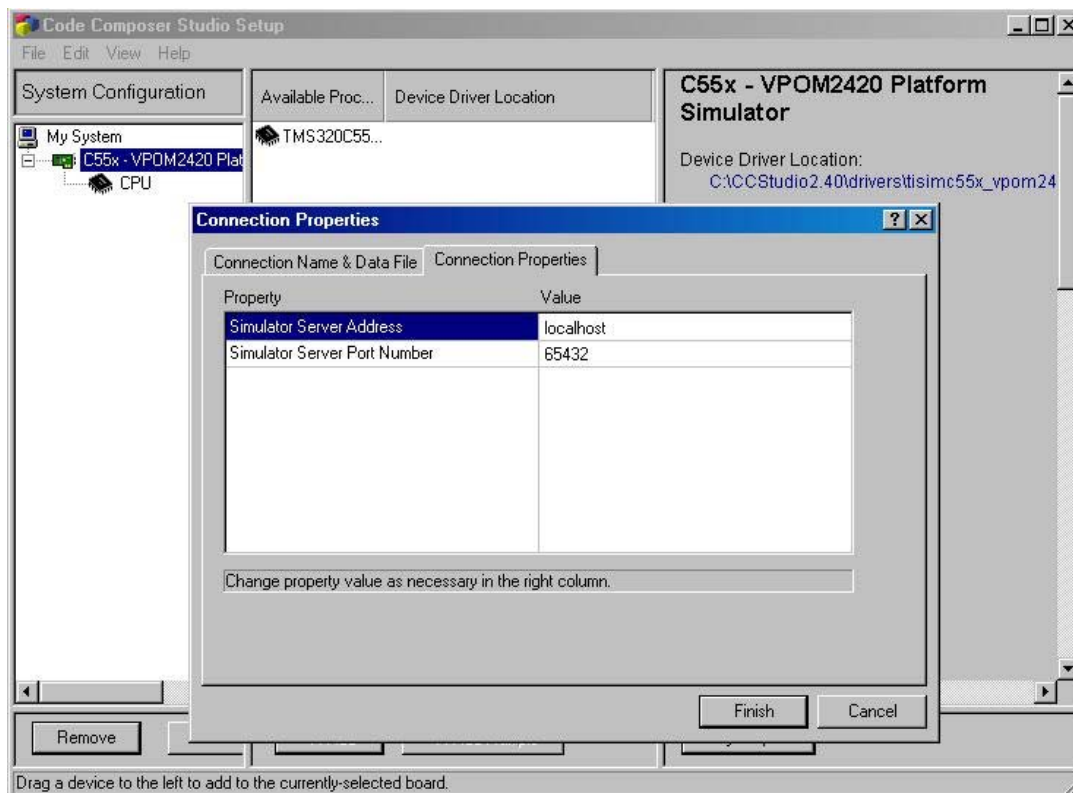 Code Composer Studio Setup
File Edit View Help
System Configuration
Available Proc... Device Driver Location
My System
C55x - VPOM2420 Plat
CPU
TMS320C55...
C55x - VPOM2420 Platform
Simulator
Device Driver Location:
C:\CCStudio2.40\drivers\tisimc55x_vpom24
Connection Properties
Connection Name & Data File Connection Properties
Property Value
Simulator Server Address localhost
Simulator Server Port Number 65432
Change property value as necessary in the right column.
Finish Cancel
Remove
Drag a device to the left to add to the currently-selected board.